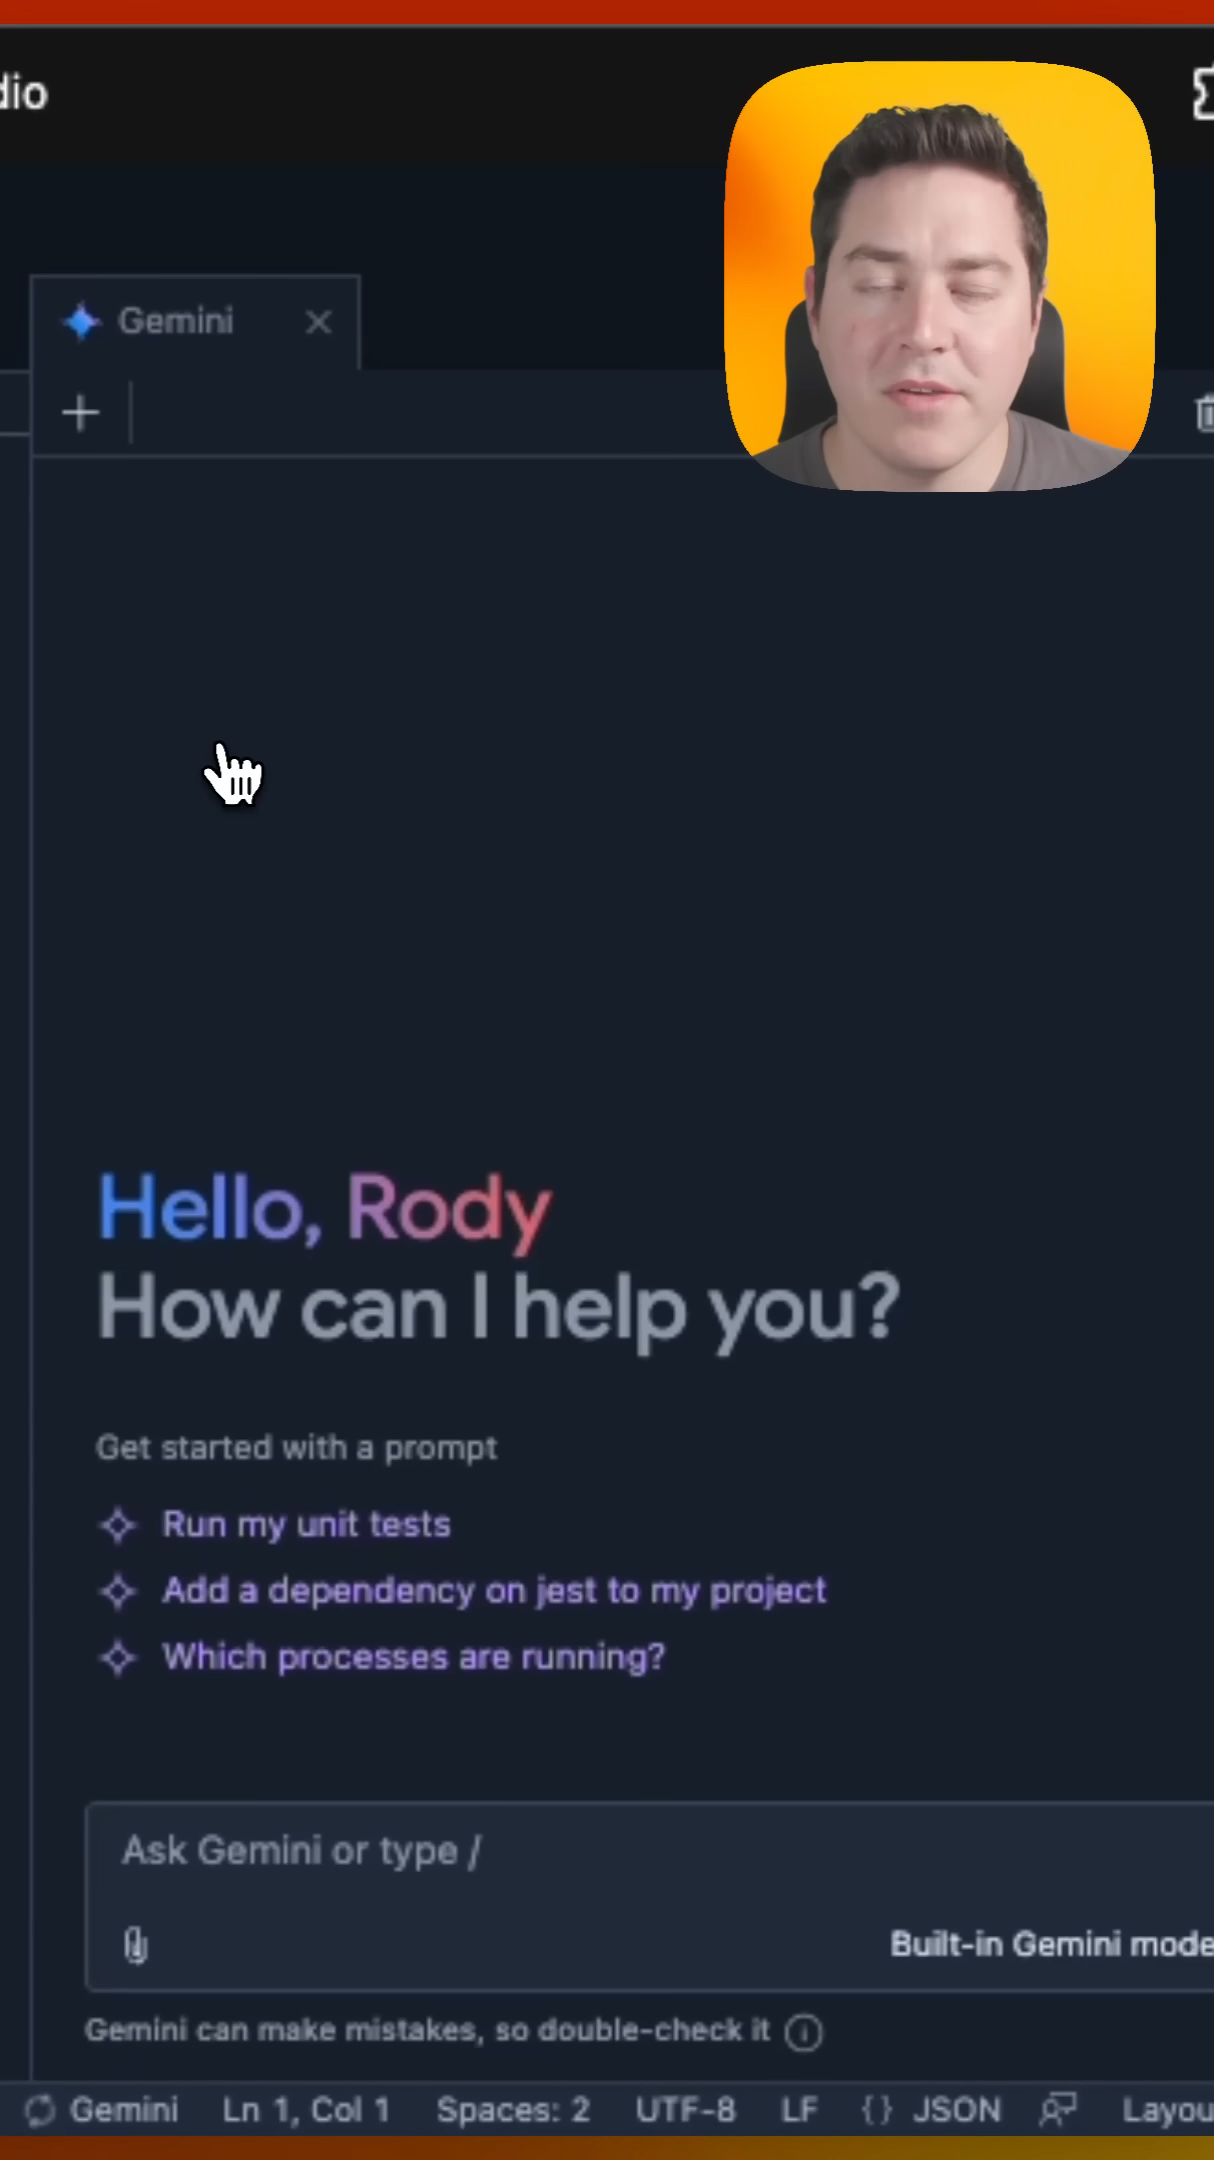 dio
Gemini
Hello, Rody
How can I help you?
Get started with a prompt
Run my unit tests
Add a dependency on jest to my project
Which processes are running?
Ask Gemini or type /
Built-in Gemini mode
Gemini can make mistakes, so double-check it
Gemini Ln 1, Col 1 Spaces: 2 UTF-8 LF {} JSON Layou